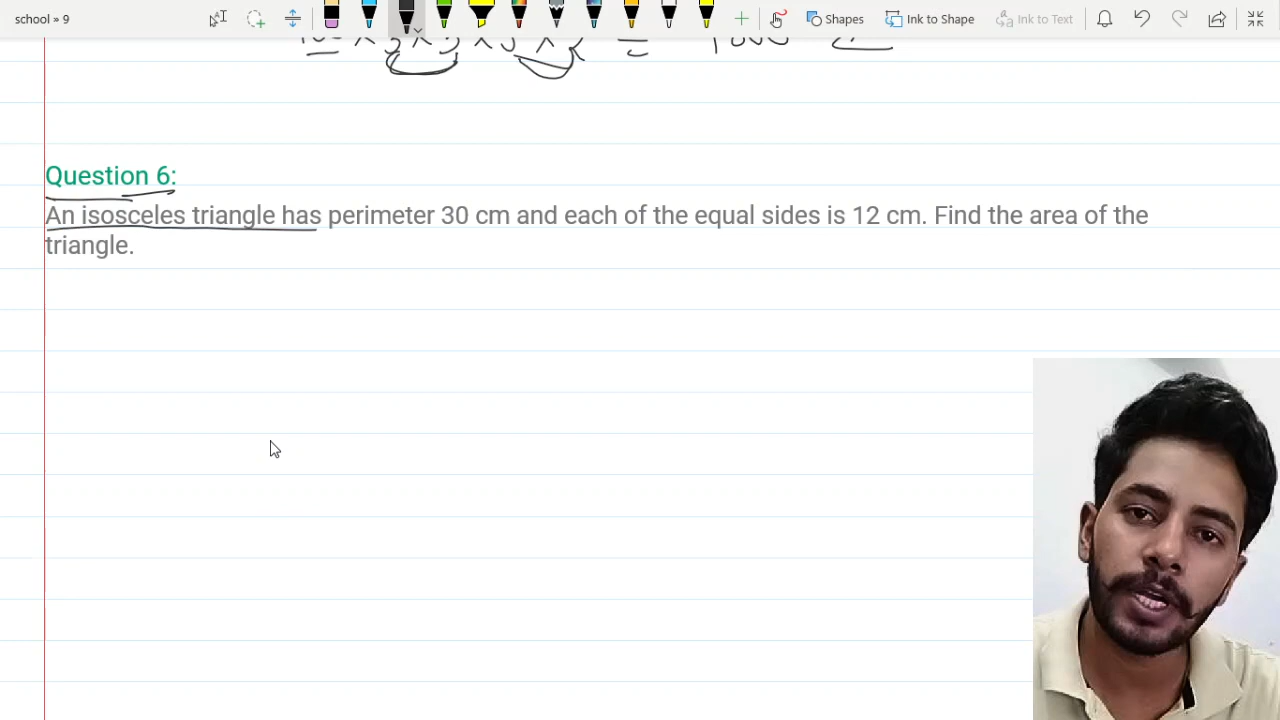 school » 9
Shapes
Ink to Shape
Ink to Text
Question 6:
An isosceles triangle has perimeter 30 cm and each of the equal sides is 12 cm. Find the area of the
triangle.